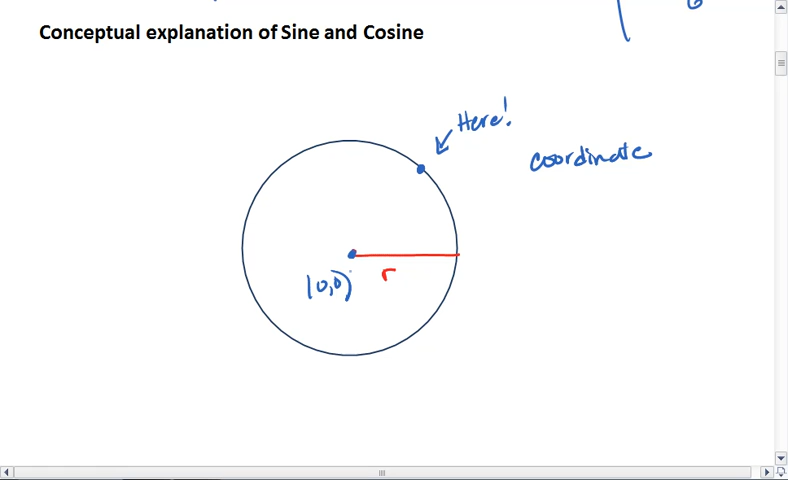 Conceptual explanation of Sine and Cosine
Here!
coordinate
(0,0)
r